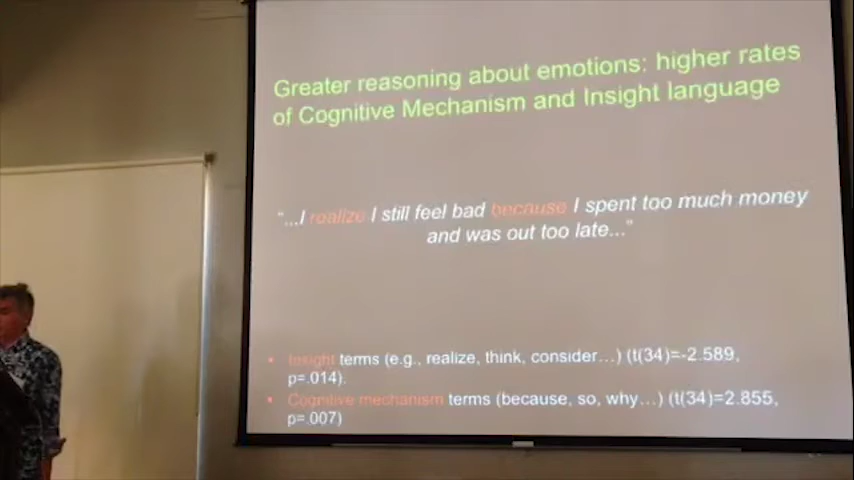 Greater reasoning about emotions: higher rates
of Cognitive Mechanism and Insight language
“...I realize I still feel bad because I spent too much money
and was out too late...”
• Insight terms (e.g., realize, think, consider…) (t(34)=-2.589,
p=.014).
• Cognitive mechanism terms (because, so, why…) (t(34)=2.855,
p=.007)